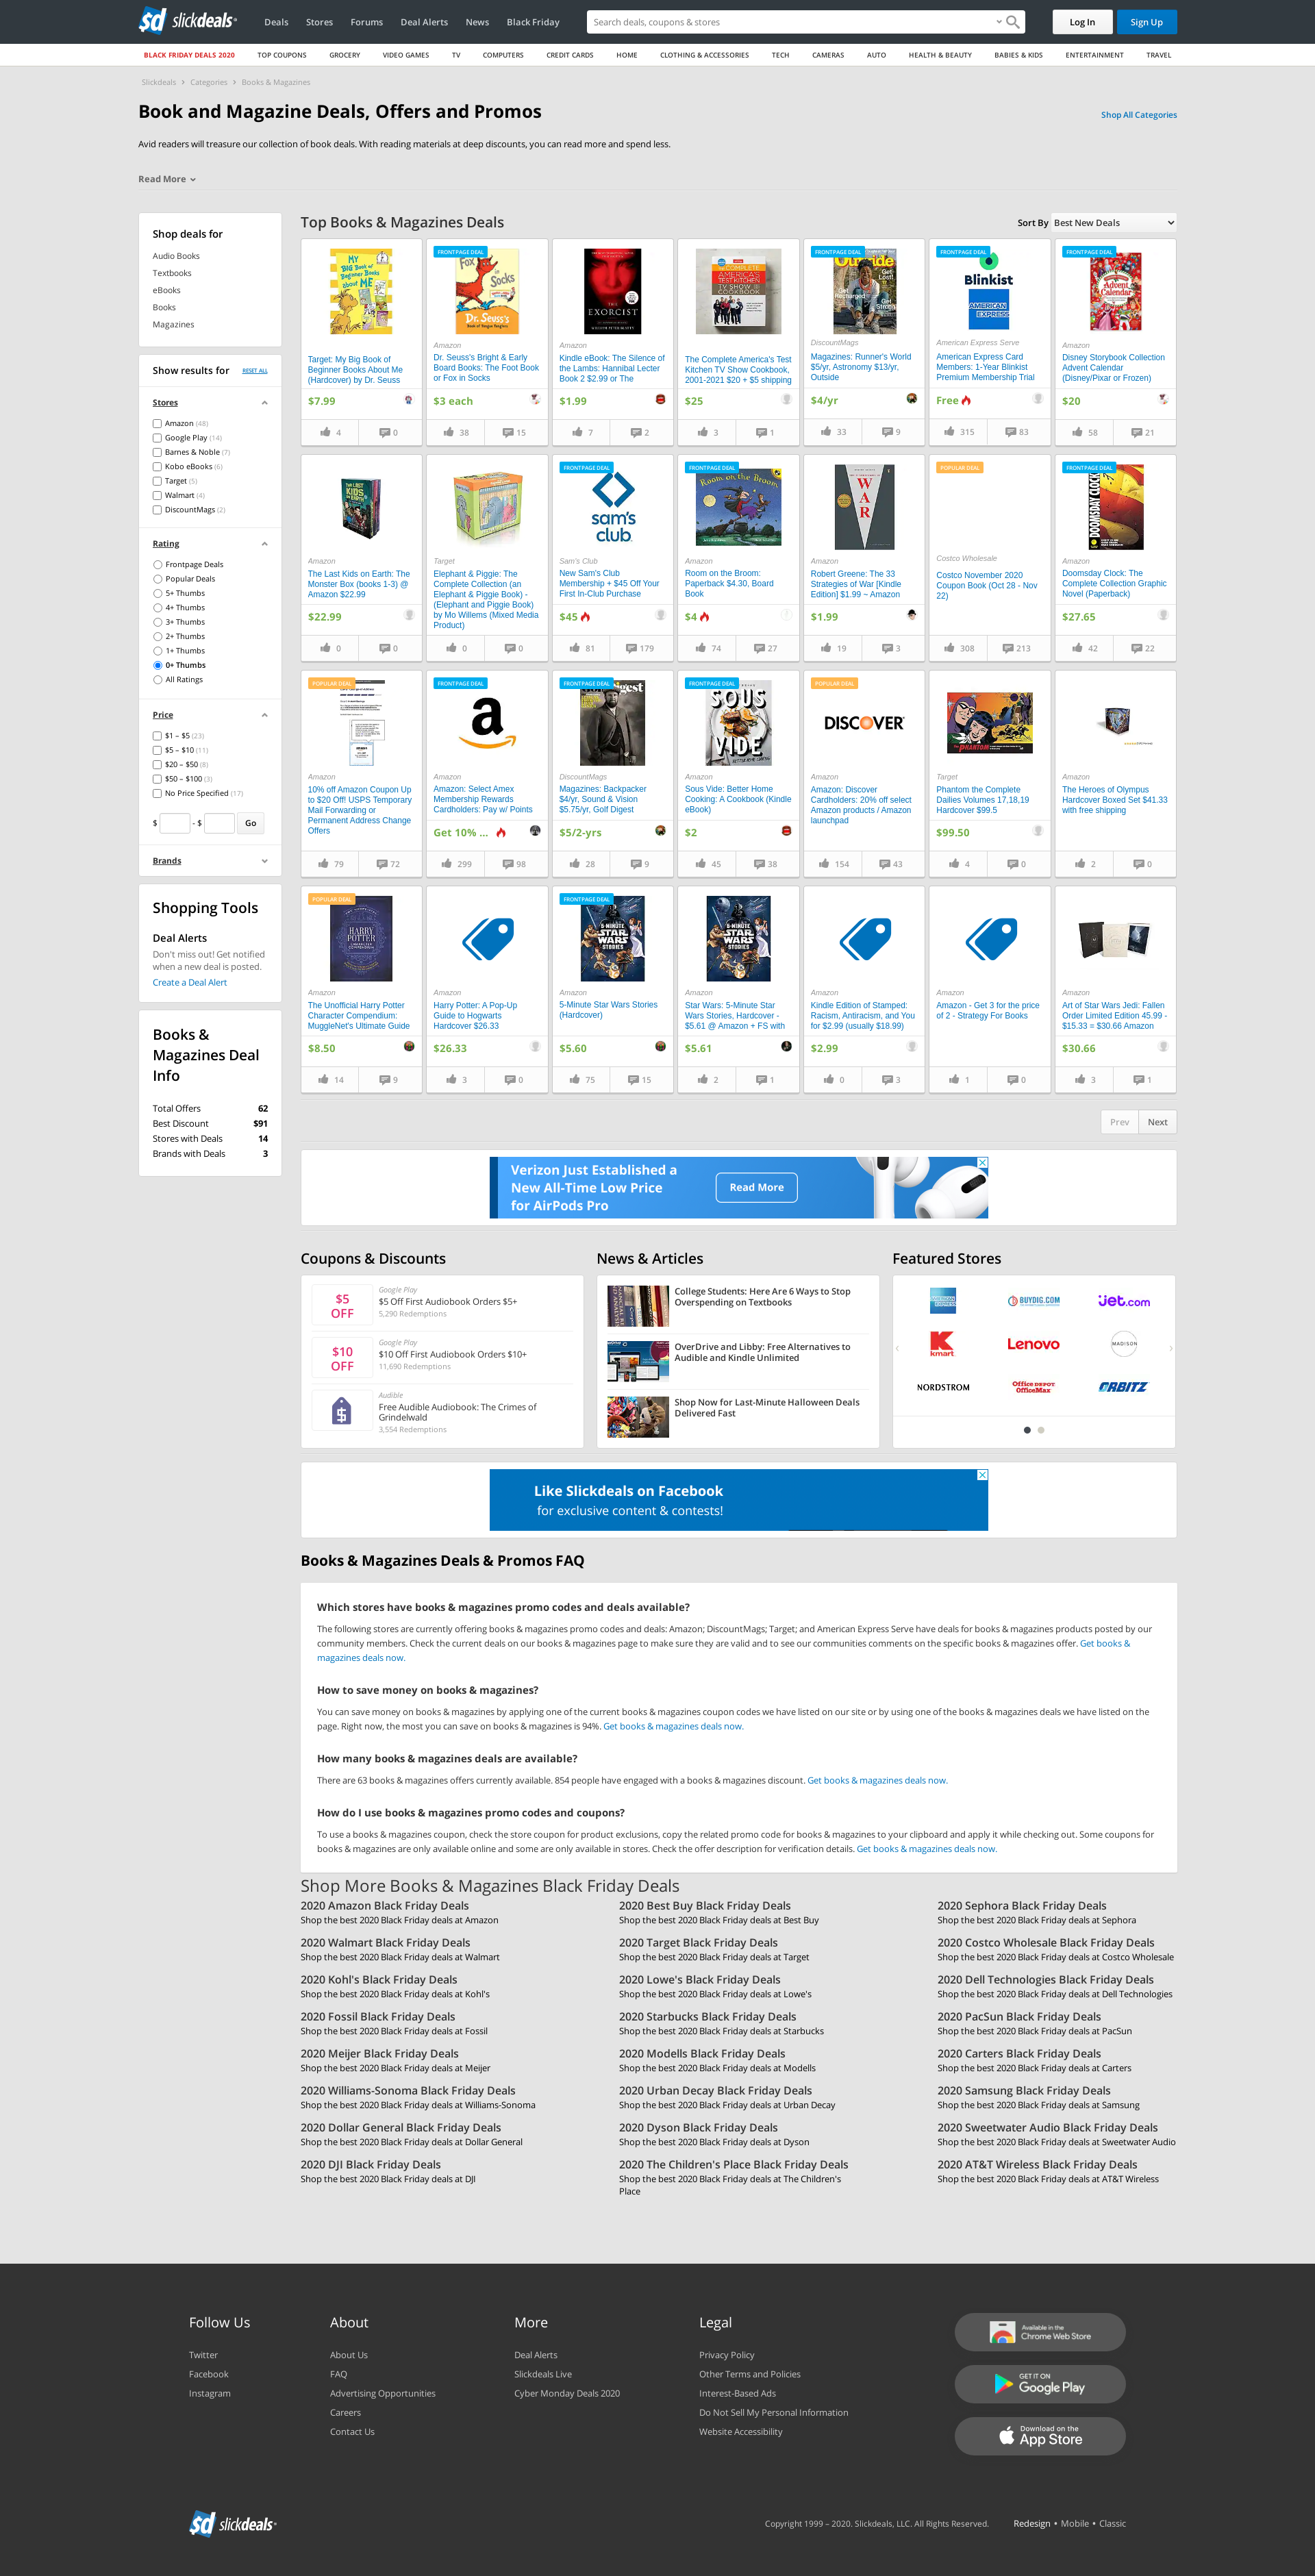 slickdeals
Deals Stores Forums Deal Alerts News Black Friday
Search deals, coupons & stores
Log In Sign Up
BLACK FRIDAY DEALS 2020 TOP COUPONS GROCERY VIDEO GAMES TV COMPUTERS CREDIT CARDS HOME CLOTHING & ACCESSORIES TECH CAMERAS AUTO HEALTH & BEAUTY BABIES & KIDS ENTERTAINMENT TRAVEL
Slickdeals > Categories > Books & Magazines
Book and Magazine Deals, Offers and Promos
Shop All Categories
Avid readers will treasure our collection of book deals. With reading materials at deep discounts, you can read more and spend less.
Read More
Shop deals for
Audio Books
Textbooks
eBooks
Books
Magazines
Show results for RESET ALL
Stores
Amazon (48)
Google Play (14)
Barnes & Noble (7)
Kobo eBooks (6)
Target (5)
Walmart (4)
DiscountMags (2)
Rating
Frontpage Deals
Popular Deals
5+ Thumbs
4+ Thumbs
3+ Thumbs
2+ Thumbs
1+ Thumbs
0+ Thumbs
All Ratings
Price
$1 – $5 (23)
$5 – $10 (11)
$20 – $50 (8)
$50 – $100 (3)
No Price Specified (17)
$ - $ Go
Brands
Shopping Tools
Deal Alerts
Don't miss out! Get notified
when a new deal is posted.
Create a Deal Alert
Books &
Magazines Deal
Info
Total Offers 62
Best Discount $91
Stores with Deals 14
Brands with Deals 3
Top Books & Magazines Deals
Sort By Best New Deals
Target: My Big Book of
Beginner Books About Me
(Hardcover) by Dr. Seuss
$7.99
4 0
FRONTPAGE DEAL
Amazon
Dr. Seuss's Bright & Early
Board Books: The Foot Book
or Fox in Socks
$3 each
38 15
Amazon
Kindle eBook: The Silence of
the Lambs: Hannibal Lecter
Book 2 $2.99 or The
$1.99
7 2
The Complete America's Test
Kitchen TV Show Cookbook,
2001-2021 $20 + $5 shipping
$25
3 1
FRONTPAGE DEAL
DiscountMags
Magazines: Runner's World
$5/yr, Astronomy $13/yr,
Outside
$4/yr
33 9
FRONTPAGE DEAL
Blinkist
AMERICAN EXPRESS
American Express Serve
American Express Card
Members: 1-Year Blinkist
Premium Membership Trial
Free
315 83
FRONTPAGE DEAL
Amazon
Disney Storybook Collection
Advent Calendar
(Disney/Pixar or Frozen)
$20
58 21
Amazon
The Last Kids on Earth: The
Monster Box (books 1-3) @
Amazon $22.99
$22.99
0 0
Target
Elephant & Piggie: The
Complete Collection (an
Elephant & Piggie Book) -
(Elephant and Piggie Book)
by Mo Willems (Mixed Media
Product)
0 0
FRONTPAGE DEAL
sam's
club
Sam's Club
New Sam's Club
Membership + $45 Off Your
First In-Club Purchase
$45
81 179
FRONTPAGE DEAL
Room on the Broom
Amazon
Room on the Broom:
Paperback $4.30, Board
Book
$4
74 27
WAR
Amazon
Robert Greene: The 33
Strategies of War [Kindle
Edition] $1.99 ~ Amazon
$1.99
19 3
POPULAR DEAL
Costco Wholesale
Costco November 2020
Coupon Book (Oct 28 - Nov
22)
308 213
FRONTPAGE DEAL
DOOMSDAY CLOCK
Amazon
Doomsday Clock: The
Complete Collection Graphic
Novel (Paperback)
$27.65
42 22
POPULAR DEAL
Amazon
10% off Amazon Coupon Up
to $20 Off! USPS Temporary
Mail Forwarding or
Permanent Address Change
Offers
79 72
FRONTPAGE DEAL
Amazon
Amazon: Select Amex
Membership Rewards
Cardholders: Pay w/ Points
Get 10% ...
299 98
FRONTPAGE DEAL
DiscountMags
Magazines: Backpacker
$4/yr, Sound & Vision
$5.75/yr, Golf Digest
$5/2-yrs
28 9
FRONTPAGE DEAL
SOUS
VIDE
Amazon
Sous Vide: Better Home
Cooking: A Cookbook (Kindle
eBook)
$2
45 38
POPULAR DEAL
DISCOVER
Amazon
Amazon: Discover
Cardholders: 20% off select
Amazon products / Amazon
launchpad
154 43
Target
Phantom the Complete
Dailies Volumes 17,18,19
Hardcover $99.5
$99.50
4 0
Amazon
The Heroes of Olympus
Hardcover Boxed Set $41.33
with free shipping
2 0
POPULAR DEAL
HARRY
POTTER
Amazon
The Unofficial Harry Potter
Character Compendium:
MuggleNet's Ultimate Guide
$8.50
14 9
Amazon
Harry Potter: A Pop-Up
Guide to Hogwarts
Hardcover $26.33
$26.33
3 0
FRONTPAGE DEAL
Amazon
5-Minute Star Wars Stories
(Hardcover)
$5.60
75 15
Amazon
Star Wars: 5-Minute Star
Wars Stories, Hardcover -
$5.61 @ Amazon + FS with
$5.61
2 1
Amazon
Kindle Edition of Stamped:
Racism, Antiracism, and You
for $2.99 (usually $18.99)
$2.99
0 3
Amazon
Amazon - Get 3 for the price
of 2 - Strategy For Books
1 0
Amazon
Art of Star Wars Jedi: Fallen
Order Limited Edition 45.99 -
$15.33 = $30.66 Amazon
$30.66
3 1
Prev Next
Verizon Just Established a
New All-Time Low Price
for AirPods Pro
Read More
Coupons & Discounts
$5
OFF
Google Play
$5 Off First Audiobook Orders $5+
5,290 Redemptions
$10
OFF
Google Play
$10 Off First Audiobook Orders $10+
11,690 Redemptions
Audible
Free Audible Audiobook: The Crimes of
Grindelwald
3,554 Redemptions
News & Articles
College Students: Here Are 6 Ways to Stop
Overspending on Textbooks
OverDrive and Libby: Free Alternatives to
Audible and Kindle Unlimited
Shop Now for Last-Minute Halloween Deals
Delivered Fast
Featured Stores
AMERICAN EXPRESS BUYDIG.COM jet.com
kmart Lenovo MADISON
NORDSTROM Office DEPOT OfficeMax ORBITZ
Like Slickdeals on Facebook
for exclusive content & contests!
Books & Magazines Deals & Promos FAQ
Which stores have books & magazines promo codes and deals available?
The following stores are currently offering books & magazines promo codes and deals: Amazon; DiscountMags; Target; and American Express Serve have deals for books & magazines products posted by our
community members. Check the current deals on our books & magazines page to make sure they are valid and to see our communities comments on the specific books & magazines offer. Get books &
magazines deals now.
How to save money on books & magazines?
You can save money on books & magazines by applying one of the current books & magazines coupon codes we have listed on our site or by using one of the books & magazines deals we have listed on the
page. Right now, the most you can save on books & magazines is 94%. Get books & magazines deals now.
How many books & magazines deals are available?
There are 63 books & magazines offers currently available. 854 people have engaged with a books & magazines discount. Get books & magazines deals now.
How do I use books & magazines promo codes and coupons?
To use a books & magazines coupon, check the store coupon for product exclusions, copy the related promo code for books & magazines to your clipboard and apply it while checking out. Some coupons for
books & magazines are only available online and some are only available in stores. Check the offer description for verification details. Get books & magazines deals now.
Shop More Books & Magazines Black Friday Deals
2020 Amazon Black Friday Deals
Shop the best 2020 Black Friday deals at Amazon
2020 Best Buy Black Friday Deals
Shop the best 2020 Black Friday deals at Best Buy
2020 Sephora Black Friday Deals
Shop the best 2020 Black Friday deals at Sephora
2020 Walmart Black Friday Deals
Shop the best 2020 Black Friday deals at Walmart
2020 Target Black Friday Deals
Shop the best 2020 Black Friday deals at Target
2020 Costco Wholesale Black Friday Deals
Shop the best 2020 Black Friday deals at Costco Wholesale
2020 Kohl's Black Friday Deals
Shop the best 2020 Black Friday deals at Kohl's
2020 Lowe's Black Friday Deals
Shop the best 2020 Black Friday deals at Lowe's
2020 Dell Technologies Black Friday Deals
Shop the best 2020 Black Friday deals at Dell Technologies
2020 Fossil Black Friday Deals
Shop the best 2020 Black Friday deals at Fossil
2020 Starbucks Black Friday Deals
Shop the best 2020 Black Friday deals at Starbucks
2020 PacSun Black Friday Deals
Shop the best 2020 Black Friday deals at PacSun
2020 Meijer Black Friday Deals
Shop the best 2020 Black Friday deals at Meijer
2020 Modells Black Friday Deals
Shop the best 2020 Black Friday deals at Modells
2020 Carters Black Friday Deals
Shop the best 2020 Black Friday deals at Carters
2020 Williams-Sonoma Black Friday Deals
Shop the best 2020 Black Friday deals at Williams-Sonoma
2020 Urban Decay Black Friday Deals
Shop the best 2020 Black Friday deals at Urban Decay
2020 Samsung Black Friday Deals
Shop the best 2020 Black Friday deals at Samsung
2020 Dollar General Black Friday Deals
Shop the best 2020 Black Friday deals at Dollar General
2020 Dyson Black Friday Deals
Shop the best 2020 Black Friday deals at Dyson
2020 Sweetwater Audio Black Friday Deals
Shop the best 2020 Black Friday deals at Sweetwater Audio
2020 DJI Black Friday Deals
Shop the best 2020 Black Friday deals at DJI
2020 The Children's Place Black Friday Deals
Shop the best 2020 Black Friday deals at The Children's
Place
2020 AT&T Wireless Black Friday Deals
Shop the best 2020 Black Friday deals at AT&T Wireless
Follow Us
Twitter
Facebook
Instagram
About
About Us
FAQ
Advertising Opportunities
Careers
Contact Us
More
Deal Alerts
Slickdeals Live
Cyber Monday Deals 2020
Legal
Privacy Policy
Other Terms and Policies
Interest-Based Ads
Do Not Sell My Personal Information
Website Accessibility
Available in the
Chrome Web Store
GET IT ON
Google Play
Download on the
App Store
slickdeals
Copyright 1999 – 2020. Slickdeals, LLC. All Rights Reserved. Redesign • Mobile • Classic